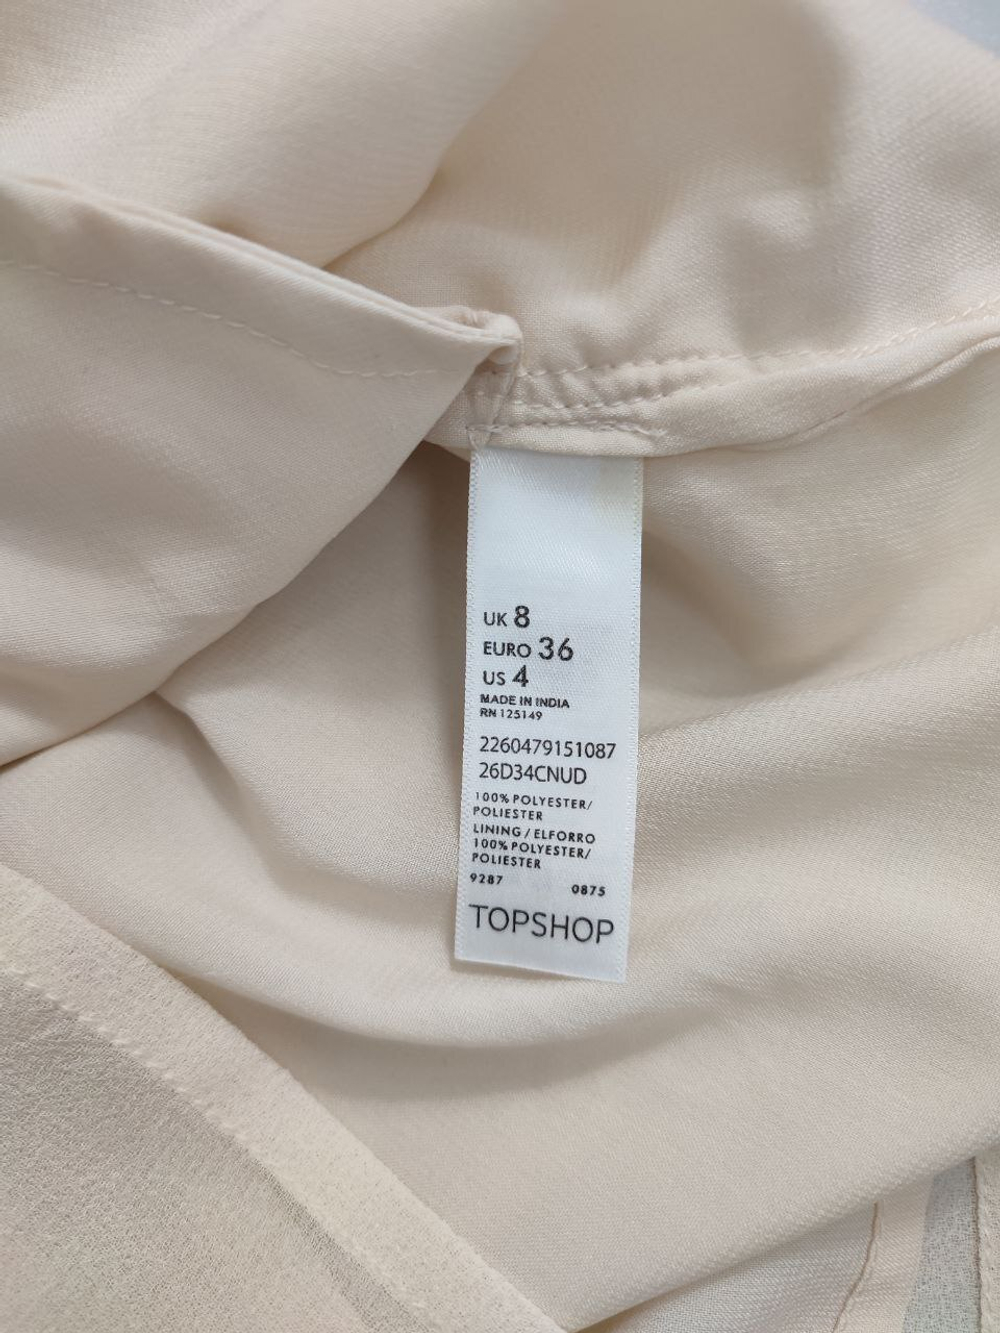 UK 8
EURO 36
US 4
MADE IN INDIA
RN 125149
2260479151087
26D34CNUD
100% POLYESTER/
POLIESTER
LINING / ELFORRO
100% POLYESTER/
POLIESTER
9287 0875
TOPSHOP